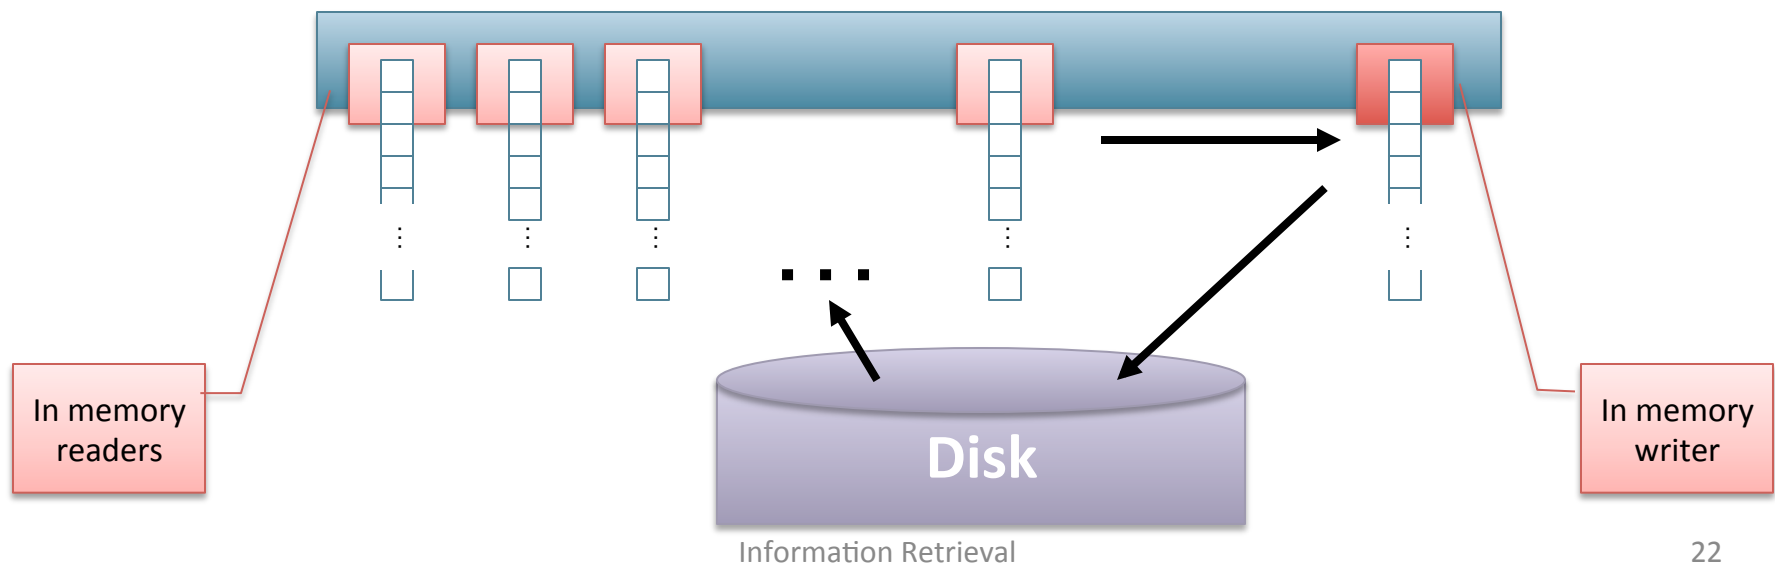 In memory
readers
Disk
In memory
writer
Information Retrieval
22